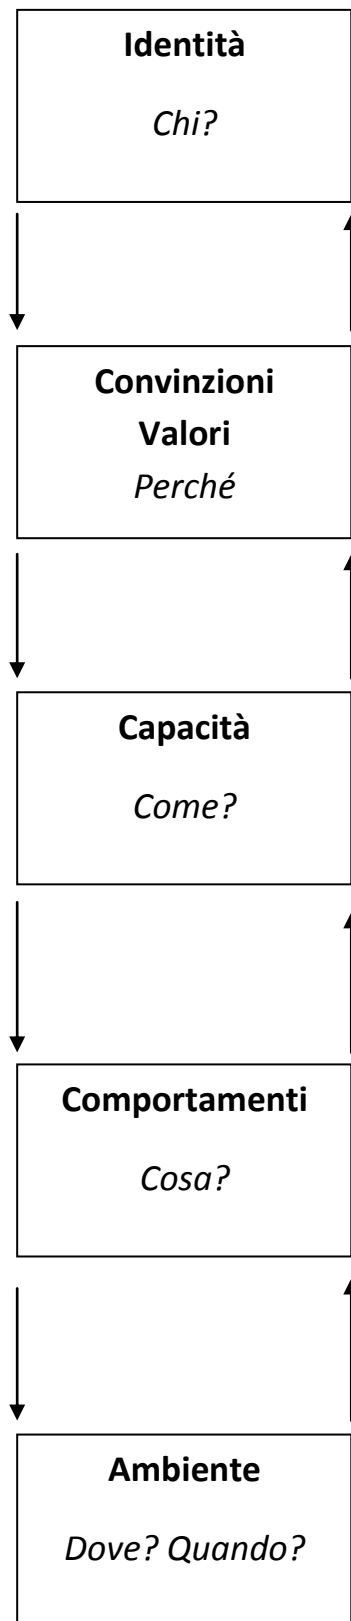 Identità
Chi?
Convinzioni
Valori
Perché
Capacità
Come?
Comportamenti
Cosa?
Ambiente
Dove? Quando?